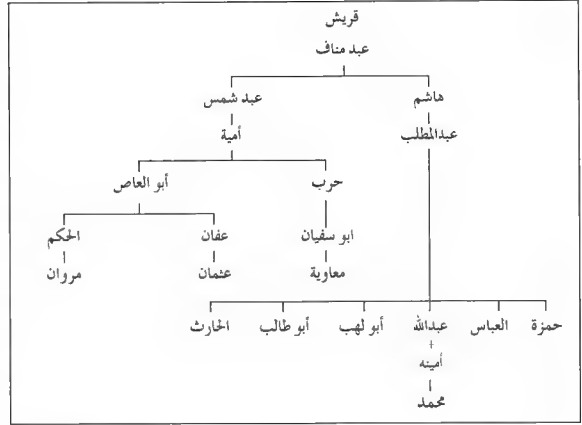 قريش
عبد مناف
هاشم عبد شمس
عبدالمطلب أمية
حرب أبو العاص
ابو سفيان عفان الحكم
معاوية عثمان مروان
حمزة العباس عبدالله أبو لهب أبو طالب الحارث
+
أمينه
محمد